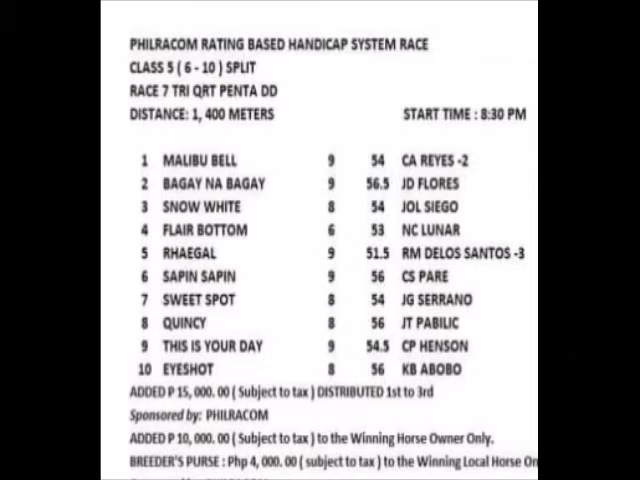 PHILRACOM RATING BASED HANDICAP SYSTEM RACE
CLASS 5 ( 6 - 10 ) SPLIT
RACE 7 TRI QRT PENTA DD
DISTANCE: 1, 400 METERS START TIME : 8:30 PM
1 MALIBU BELL 9 54 CA REYES -2
2 BAGAY NA BAGAY 9 56.5 JD FLORES
3 SNOW WHITE 8 54 JOL SIEGO
4 FLAIR BOTTOM 6 53 NC LUNAR
5 RHAEGAL 9 51.5 RM DELOS SANTOS -3
6 SAPIN SAPIN 9 56 CS PARE
7 SWEET SPOT 8 54 JG SERRANO
8 QUINCY 8 56 JT PABILIC
9 THIS IS YOUR DAY 9 54.5 CP HENSON
10 EYESHOT 8 56 KB ABOBO
ADDED P 15, 000. 00 ( Subject to tax ) DISTRIBUTED 1st to 3rd
Sponsored by: PHILRACOM
ADDED P 10, 000. 00 ( Subject to tax ) to the Winning Horse Owner Only.
BREEDER'S PURSE : Php 4, 000. 00 ( subject to tax ) to the Winning Local Horse On